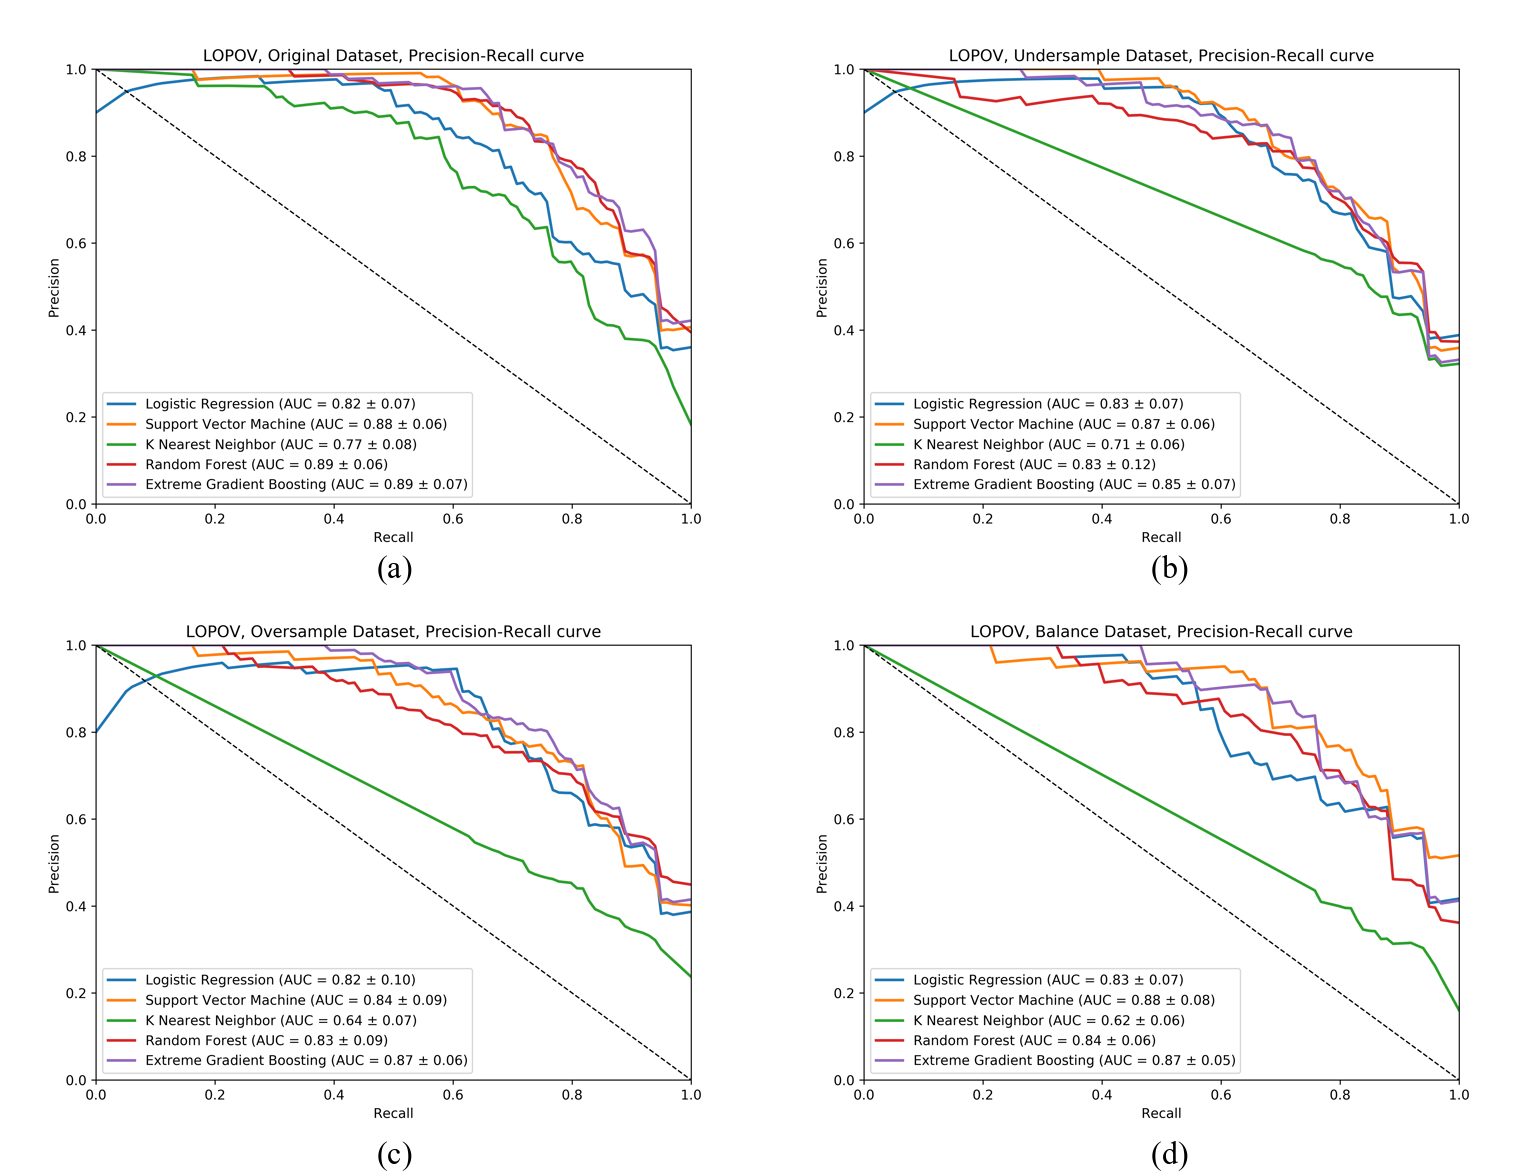 LOPOV, Original Dataset, Precision-Recall curve
1.0
0.8
0.6
0.4
0.2
0.0
Precision
Logistic Regression (AUC = 0.82 ± 0.07)
Support Vector Machine (AUC = 0.88 ± 0.06)
K Nearest Neighbor (AUC = 0.77 ± 0.08)
Random Forest (AUC = 0.89 ± 0.06)
Extreme Gradient Boosting (AUC = 0.89 ± 0.07)
0.0 0.2 0.4 0.6 0.8 1.0
Recall
(a)
LOPOV, Undersample Dataset, Precision-Recall curve
1.0
0.8
0.6
0.4
0.2
0.0
Precision
Logistic Regression (AUC = 0.83 ± 0.07)
Support Vector Machine (AUC = 0.87 ± 0.06)
K Nearest Neighbor (AUC = 0.71 ± 0.06)
Random Forest (AUC = 0.83 ± 0.12)
Extreme Gradient Boosting (AUC = 0.85 ± 0.07)
0.0 0.2 0.4 0.6 0.8 1.0
Recall
(b)
LOPOV, Oversample Dataset, Precision-Recall curve
1.0
0.8
0.6
0.4
0.2
0.0
Precision
Logistic Regression (AUC = 0.82 ± 0.10)
Support Vector Machine (AUC = 0.84 ± 0.09)
K Nearest Neighbor (AUC = 0.64 ± 0.07)
Random Forest (AUC = 0.83 ± 0.09)
Extreme Gradient Boosting (AUC = 0.87 ± 0.06)
0.0 0.2 0.4 0.6 0.8 1.0
Recall
(c)
LOPOV, Balance Dataset, Precision-Recall curve
1.0
0.8
0.6
0.4
0.2
0.0
Precision
Logistic Regression (AUC = 0.83 ± 0.07)
Support Vector Machine (AUC = 0.88 ± 0.08)
K Nearest Neighbor (AUC = 0.62 ± 0.06)
Random Forest (AUC = 0.84 ± 0.06)
Extreme Gradient Boosting (AUC = 0.87 ± 0.05)
0.0 0.2 0.4 0.6 0.8 1.0
Recall
(d)